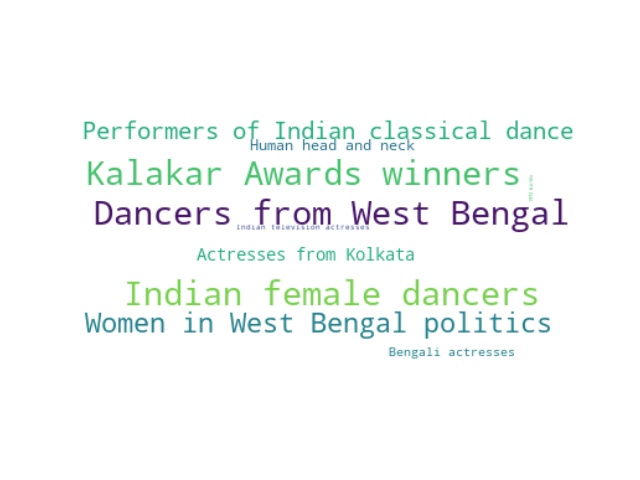 Performers of Indian classical dance
Human head and neck
Kalakar Awards winners
Dancers from West Bengal
Indian television actresses
Actresses from Kolkata
Indian female dancers
Women in West Bengal politics
Bengali actresses